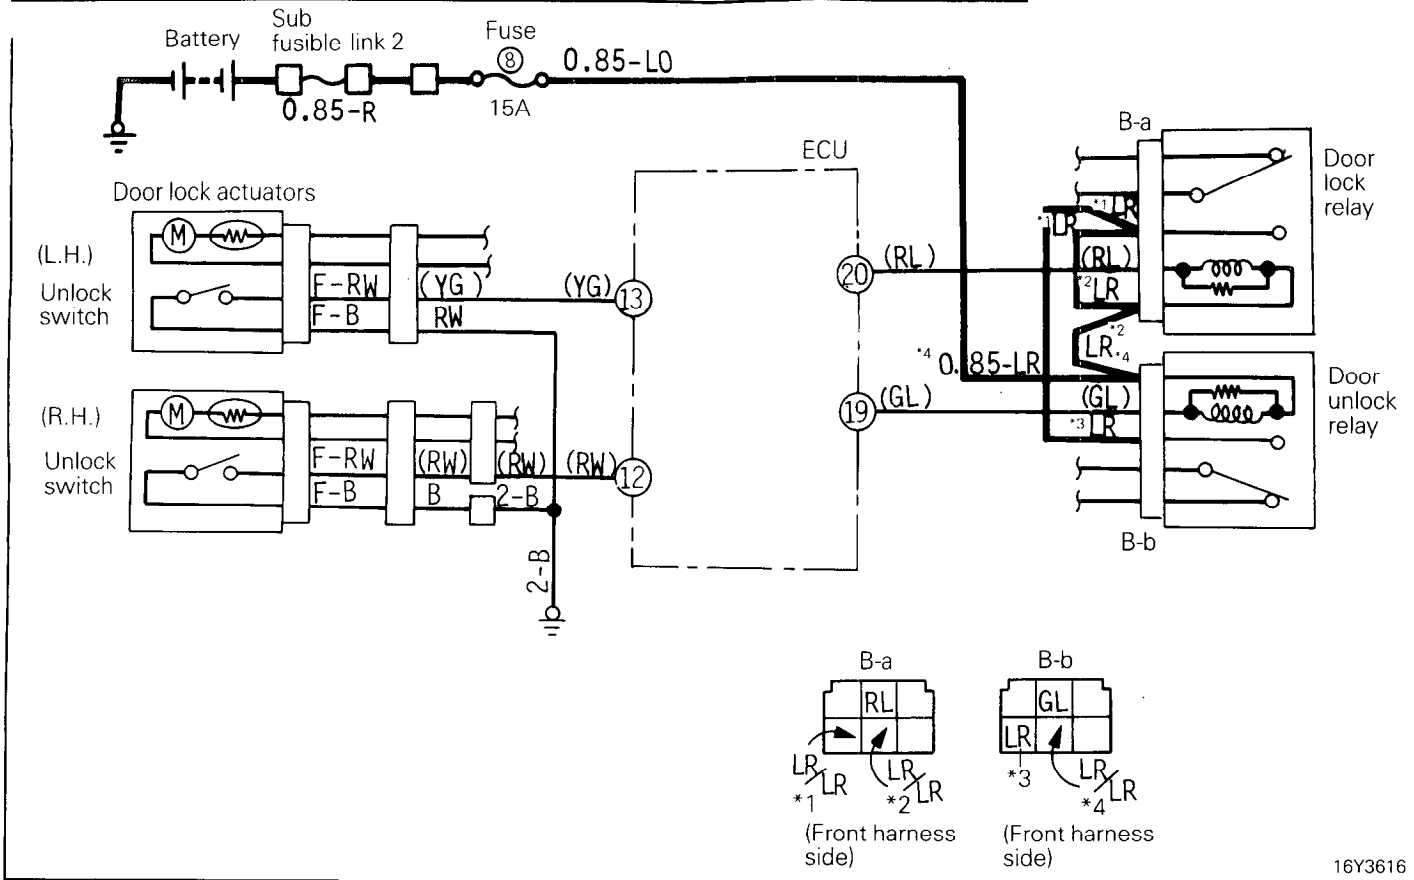 Battery
Sub
fusible link 2
Fuse
8
15A
0.85-R
0.85-LO
ECU
B-a
Door
lock
relay
Door lock actuators
M
(L.H.)
Unlock
switch
F-RW
(YG)
(YG)
13
F-B
RW
20
(RL)
*1 LR
*1 LR
(RL)
*2 LR
LR *2
*4
*4 0.85-LR
19
(GL)
(GL)
*3 LR
Door
unlock
relay
B-b
M
(R.H.)
Unlock
switch
F-RW
(RW)
(RW)
(RW)
12
F-B
B
2-B
2-B
B-a
RL
LR/LR
*1
LR/LR
*2
(Front harness
side)
B-b
GL
LR
*3
LR/LR
*4
(Front harness
side)
16Y3616